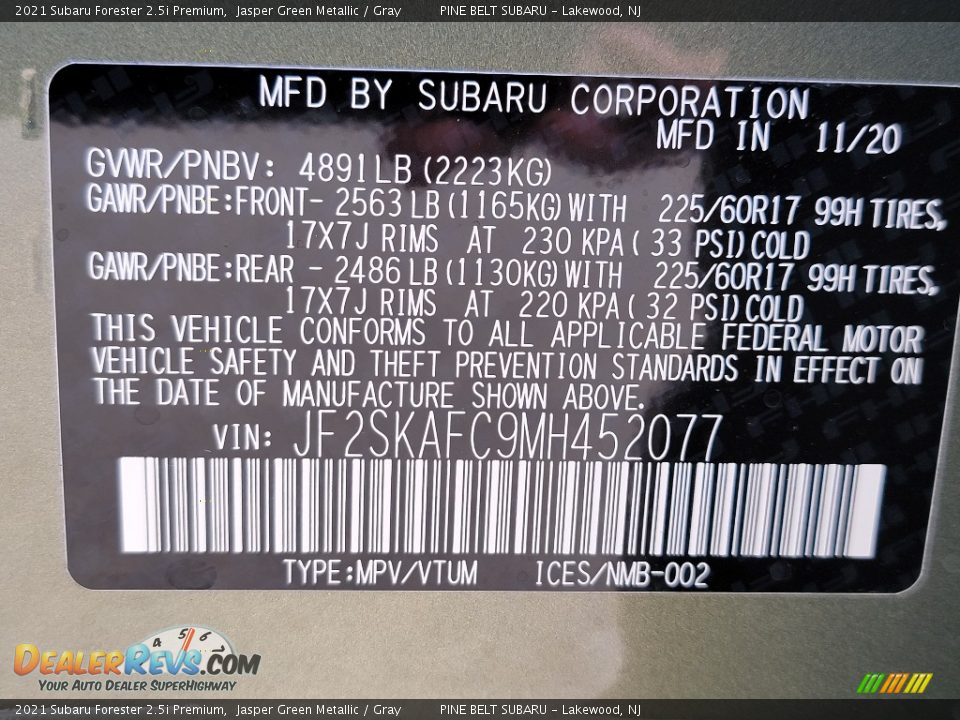 2021 Subaru Forester 2.5i Premium, Jasper Green Metallic / Gray PINE BELT SUBARU - Lakewood, NJ
MFD BY SUBARU CORPORATION
MFD IN 11/20
GVWR/PNBV: 4891LB (2223KG)
GAWR/PNBE:FRONT- 2563 LB (1165KG) WITH 225/60R17 99H TIRES,
17X7J RIMS AT 230 KPA ( 33 PSI) COLD
GAWR/PNBE:REAR - 2486 LB (1130KG) WITH 225/60R17 99H TIRES,
17X7J RIMS AT 220 KPA ( 32 PSI) COLD
THIS VEHICLE CONFORMS TO ALL APPLICABLE FEDERAL MOTOR
VEHICLE SAFETY AND THEFT PREVENTION STANDARDS IN EFFECT ON
THE DATE OF MANUFACTURE SHOWN ABOVE.
VIN: JF2SKAFC9MH452077
TYPE:MPV/VTUM ICES/NMB-002
4 5 6
DEALERREVS.COM
YOUR AUTO DEALER SUPERHIGHWAY
2021 Subaru Forester 2.5i Premium, Jasper Green Metallic / Gray PINE BELT SUBARU - Lakewood, NJ